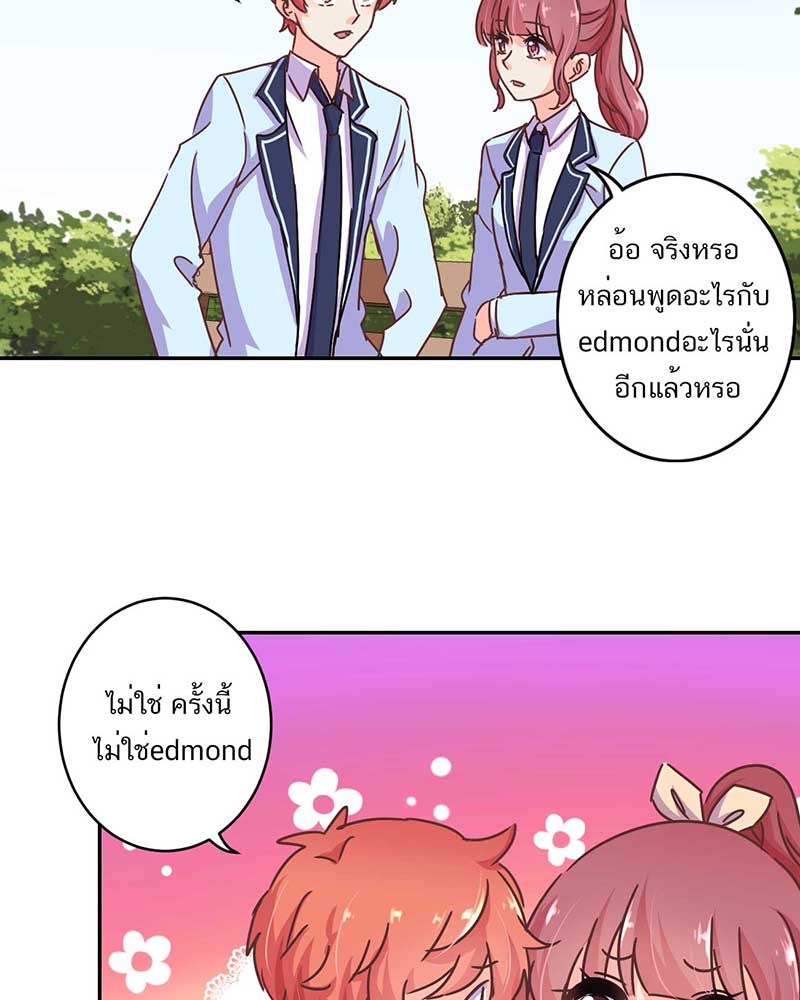 อ้อ จริงหรอ
หล่อนพูดอะไรกับ
edmondอะไรนั่น
อีกแล้วหรอ
ไม่ใช่ ครั้งนี้
ไม่ใช่edmond